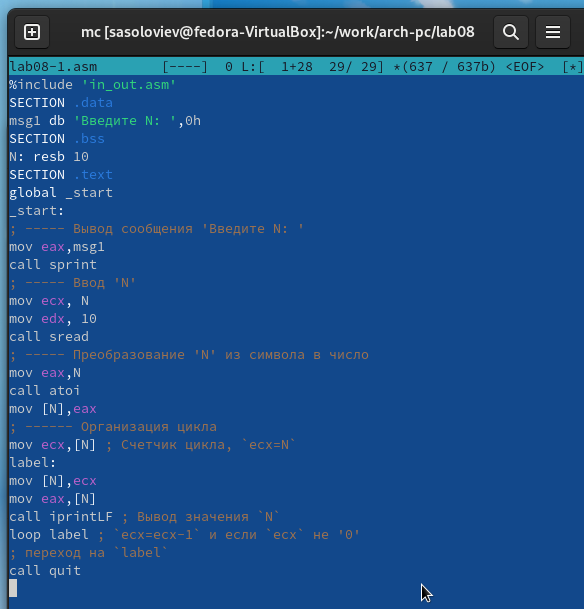 mc [sasoloviev@fedora-VirtualBox]:~/work/arch-pc/lab08
lab08-1.asm [----] 0 L:[ 1+28 29/ 29] *(637 / 637b) <EOF> [*]
%include 'in_out.asm'
SECTION .data
msg1 db 'Введите N: ',0h
SECTION .bss
N: resb 10
SECTION .text
global _start
_start:
; ----- Вывод сообщения 'Введите N: '
mov eax,msg1
call sprint
; ----- Ввод 'N'
mov ecx, N
mov edx, 10
call sread
; ----- Преобразование 'N' из символа в число
mov eax,N
call atoi
mov [N],eax
; ------ Организация цикла
mov ecx,[N] ; Счетчик цикла, `ecx=N`
label:
mov [N],ecx
mov eax,[N]
call iprintLF ; Вывод значения `N`
loop label ; `ecx=ecx-1` и если `ecx` не '0'
; переход на `label`
call quit